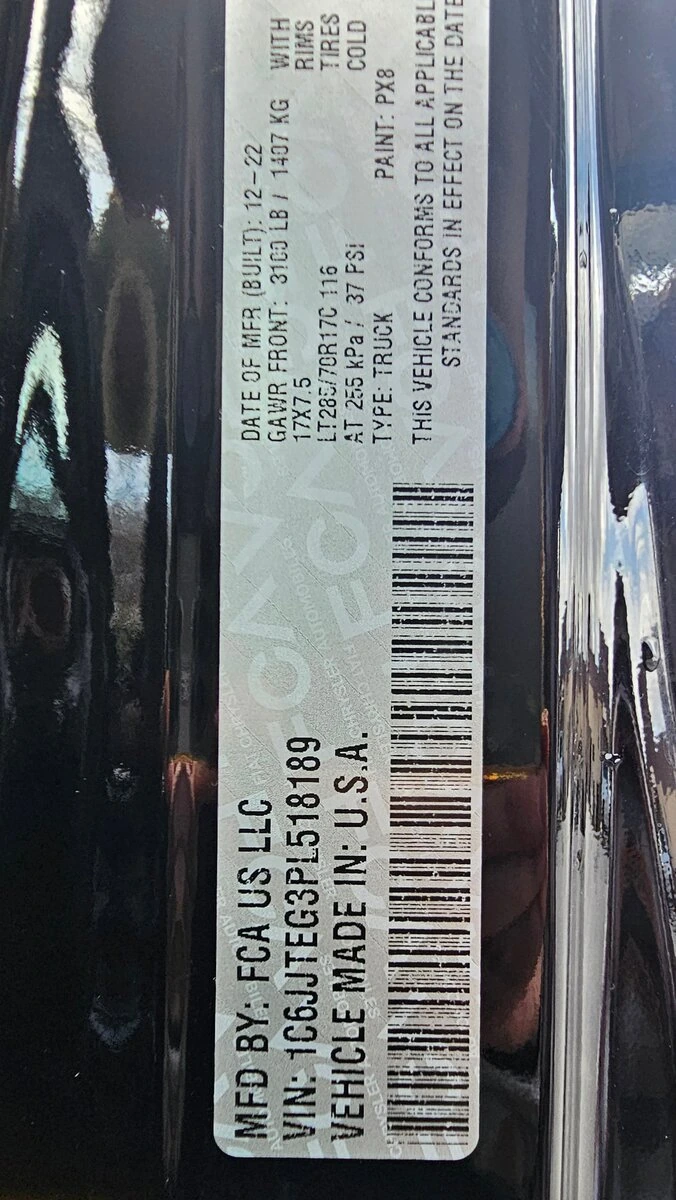 MFD BY: FCA US LLC
VIN: 1C6JJTEG3PL518189
VEHICLE MADE IN: U.S.A.
DATE OF MFR (BUILT): 12-22
GAWR FRONT: 3100 LB / 1407 KG WITH
17X7.5 RIMS
LT285/70R17C 116 TIRES
AT 255 kPa / 37 PSI COLD
TYPE: TRUCK PAINT: PX8
THIS VEHICLE CONFORMS TO ALL APPLICABL
STANDARDS IN EFFECT ON THE DATE